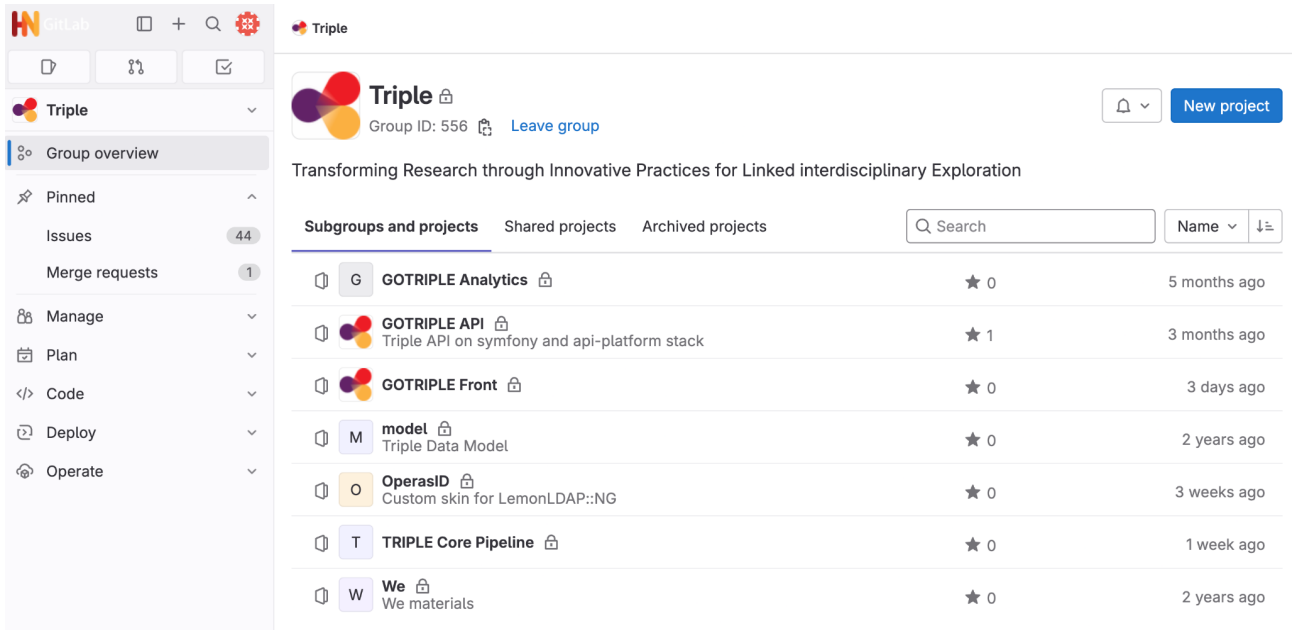 HN GitLab
Triple
Triple
Group overview
Pinned
Issues 44
Merge requests 1
Manage
Plan
Code
Deploy
Operate
Triple
Group ID: 556 Leave group
New project
Transforming Research through Innovative Practices for Linked interdisciplinary Exploration
Subgroups and projects Shared projects Archived projects Search Name
G GOTRIPLE Analytics 0 5 months ago
GOTRIPLE API
Triple API on symfony and api-platform stack
1 3 months ago
GOTRIPLE Front 0 3 days ago
M model
Triple Data Model
0 2 years ago
O OperasID
Custom skin for LemonLDAP::NG
0 3 weeks ago
T TRIPLE Core Pipeline 0 1 week ago
W We
We materials
0 2 years ago